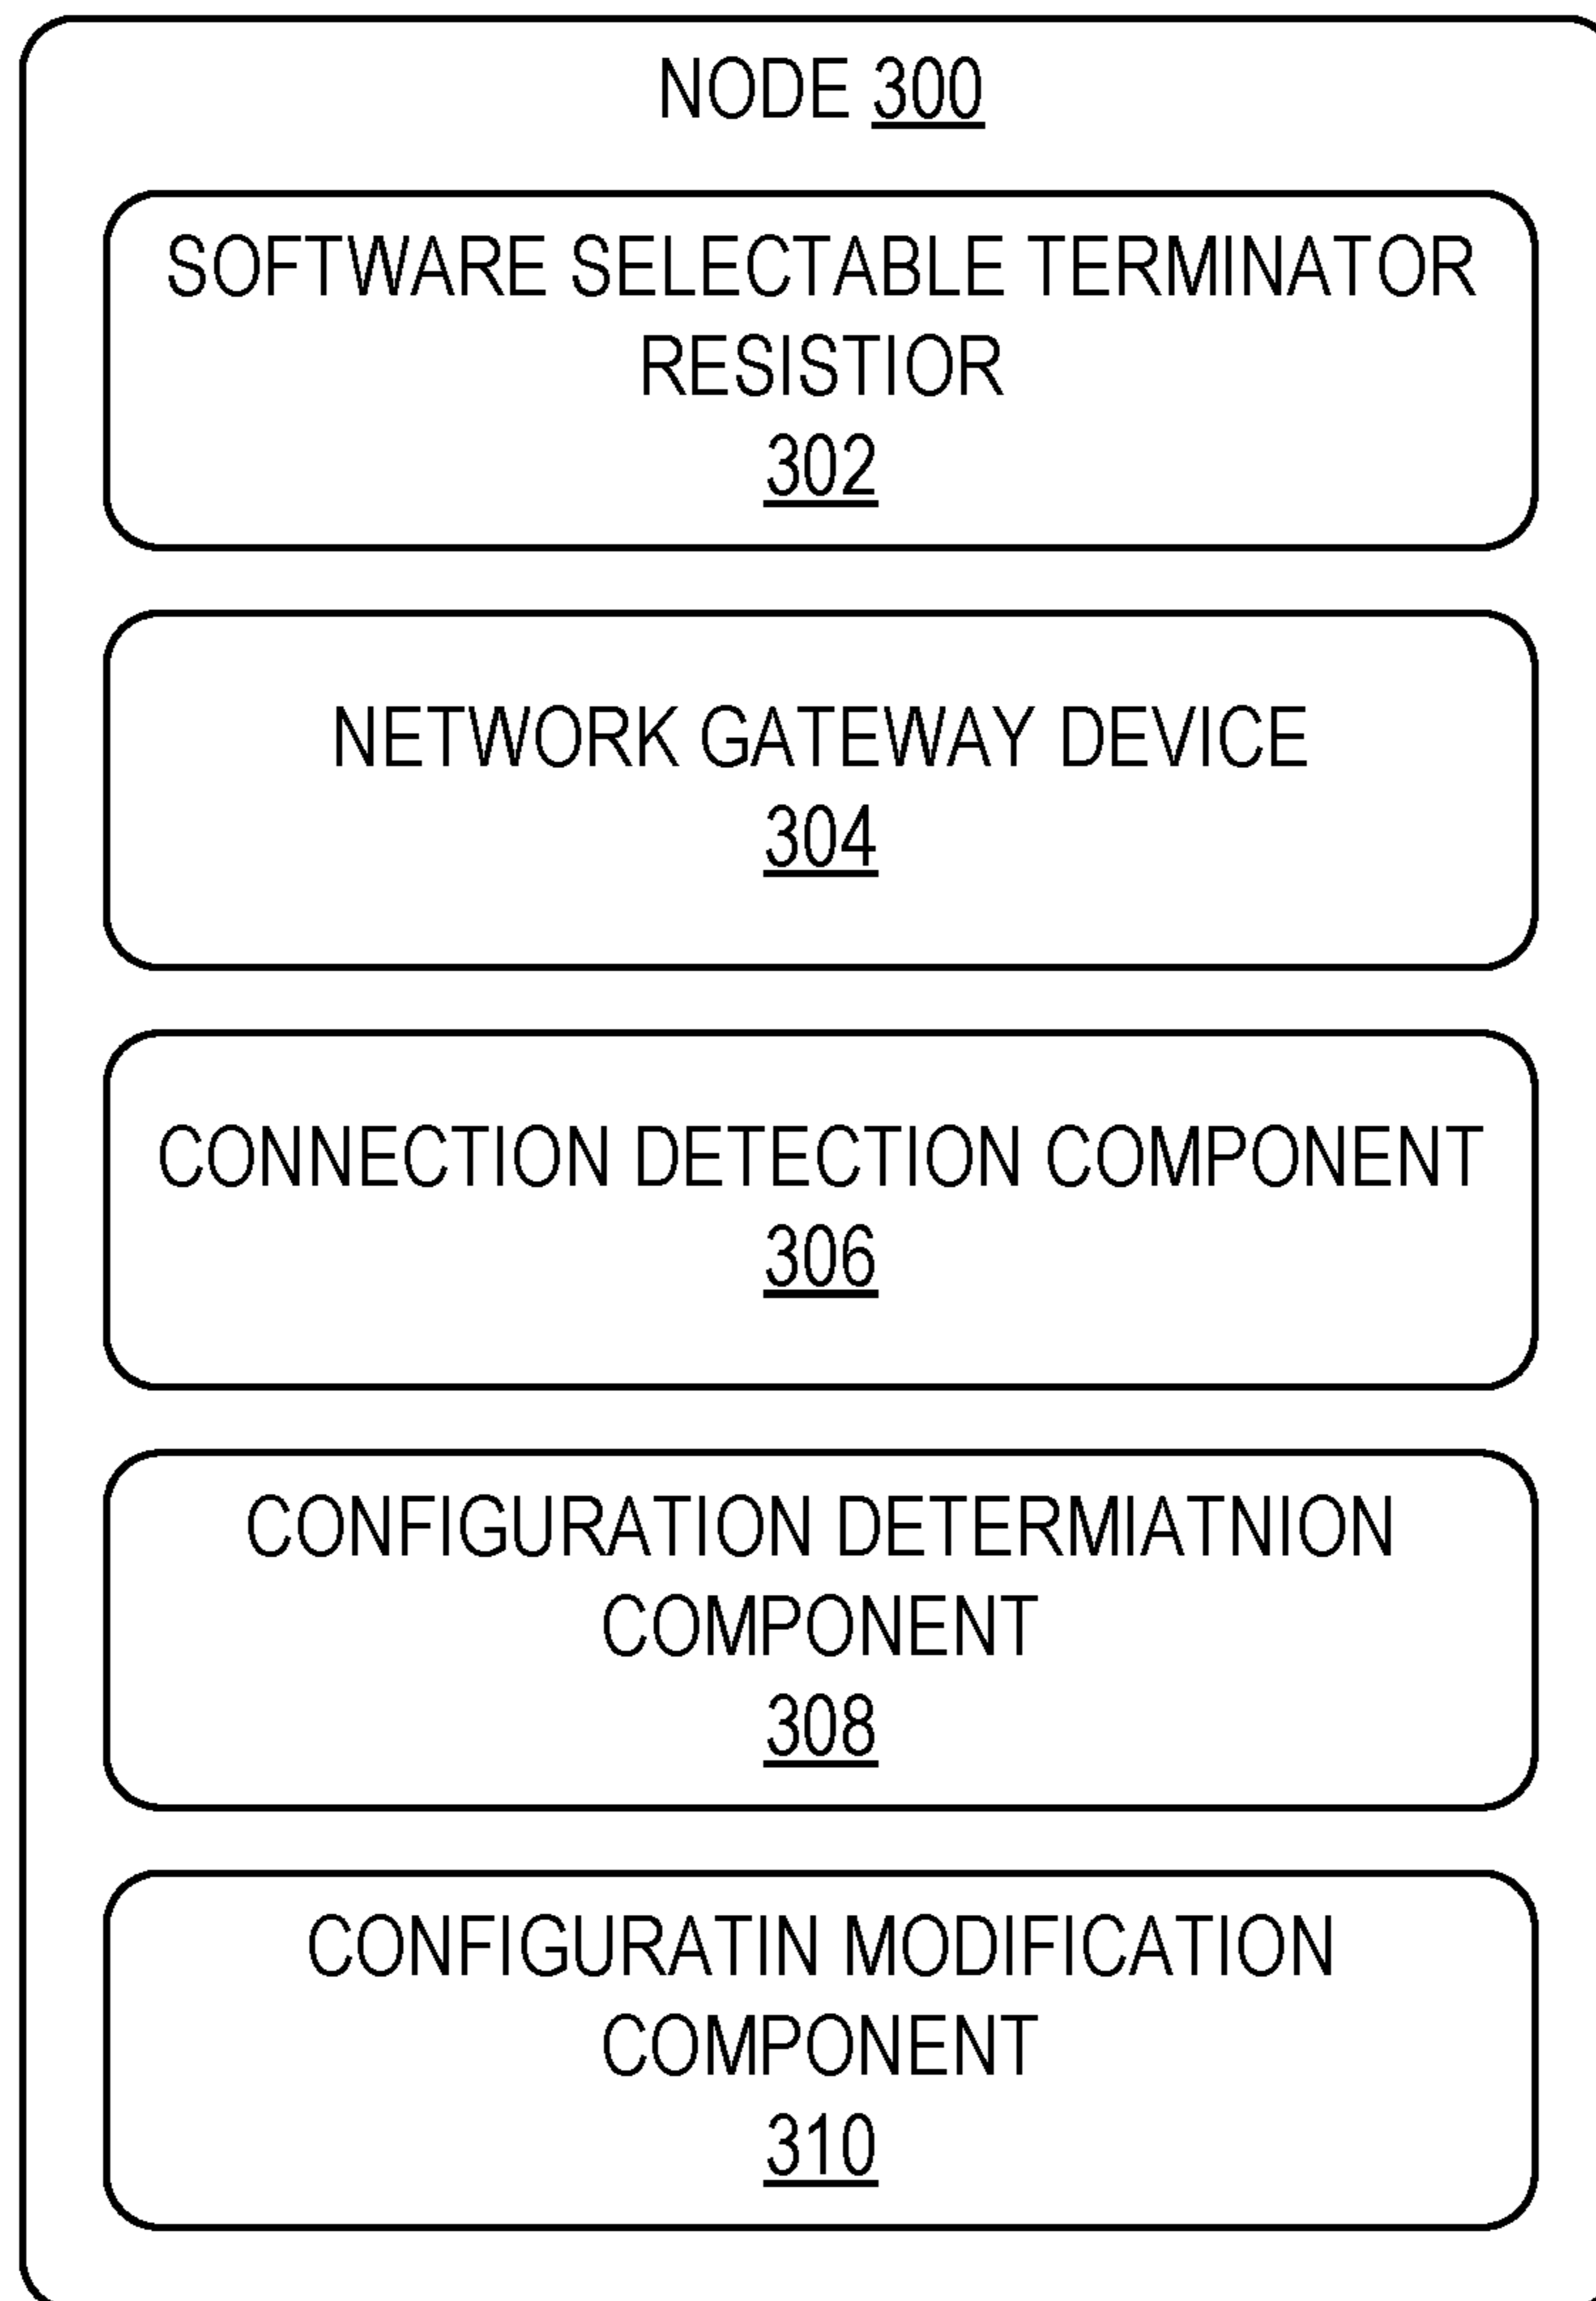 NODE 300
SOFTWARE SELECTABLE TERMINATOR
RESISTIOR
302
NETWORK GATEWAY DEVICE
304
CONNECTION DETECTION COMPONENT
306
CONFIGURATION DETERMIATNION
COMPONENT
308
CONFIGURATIN MODIFICATION
COMPONENT
310